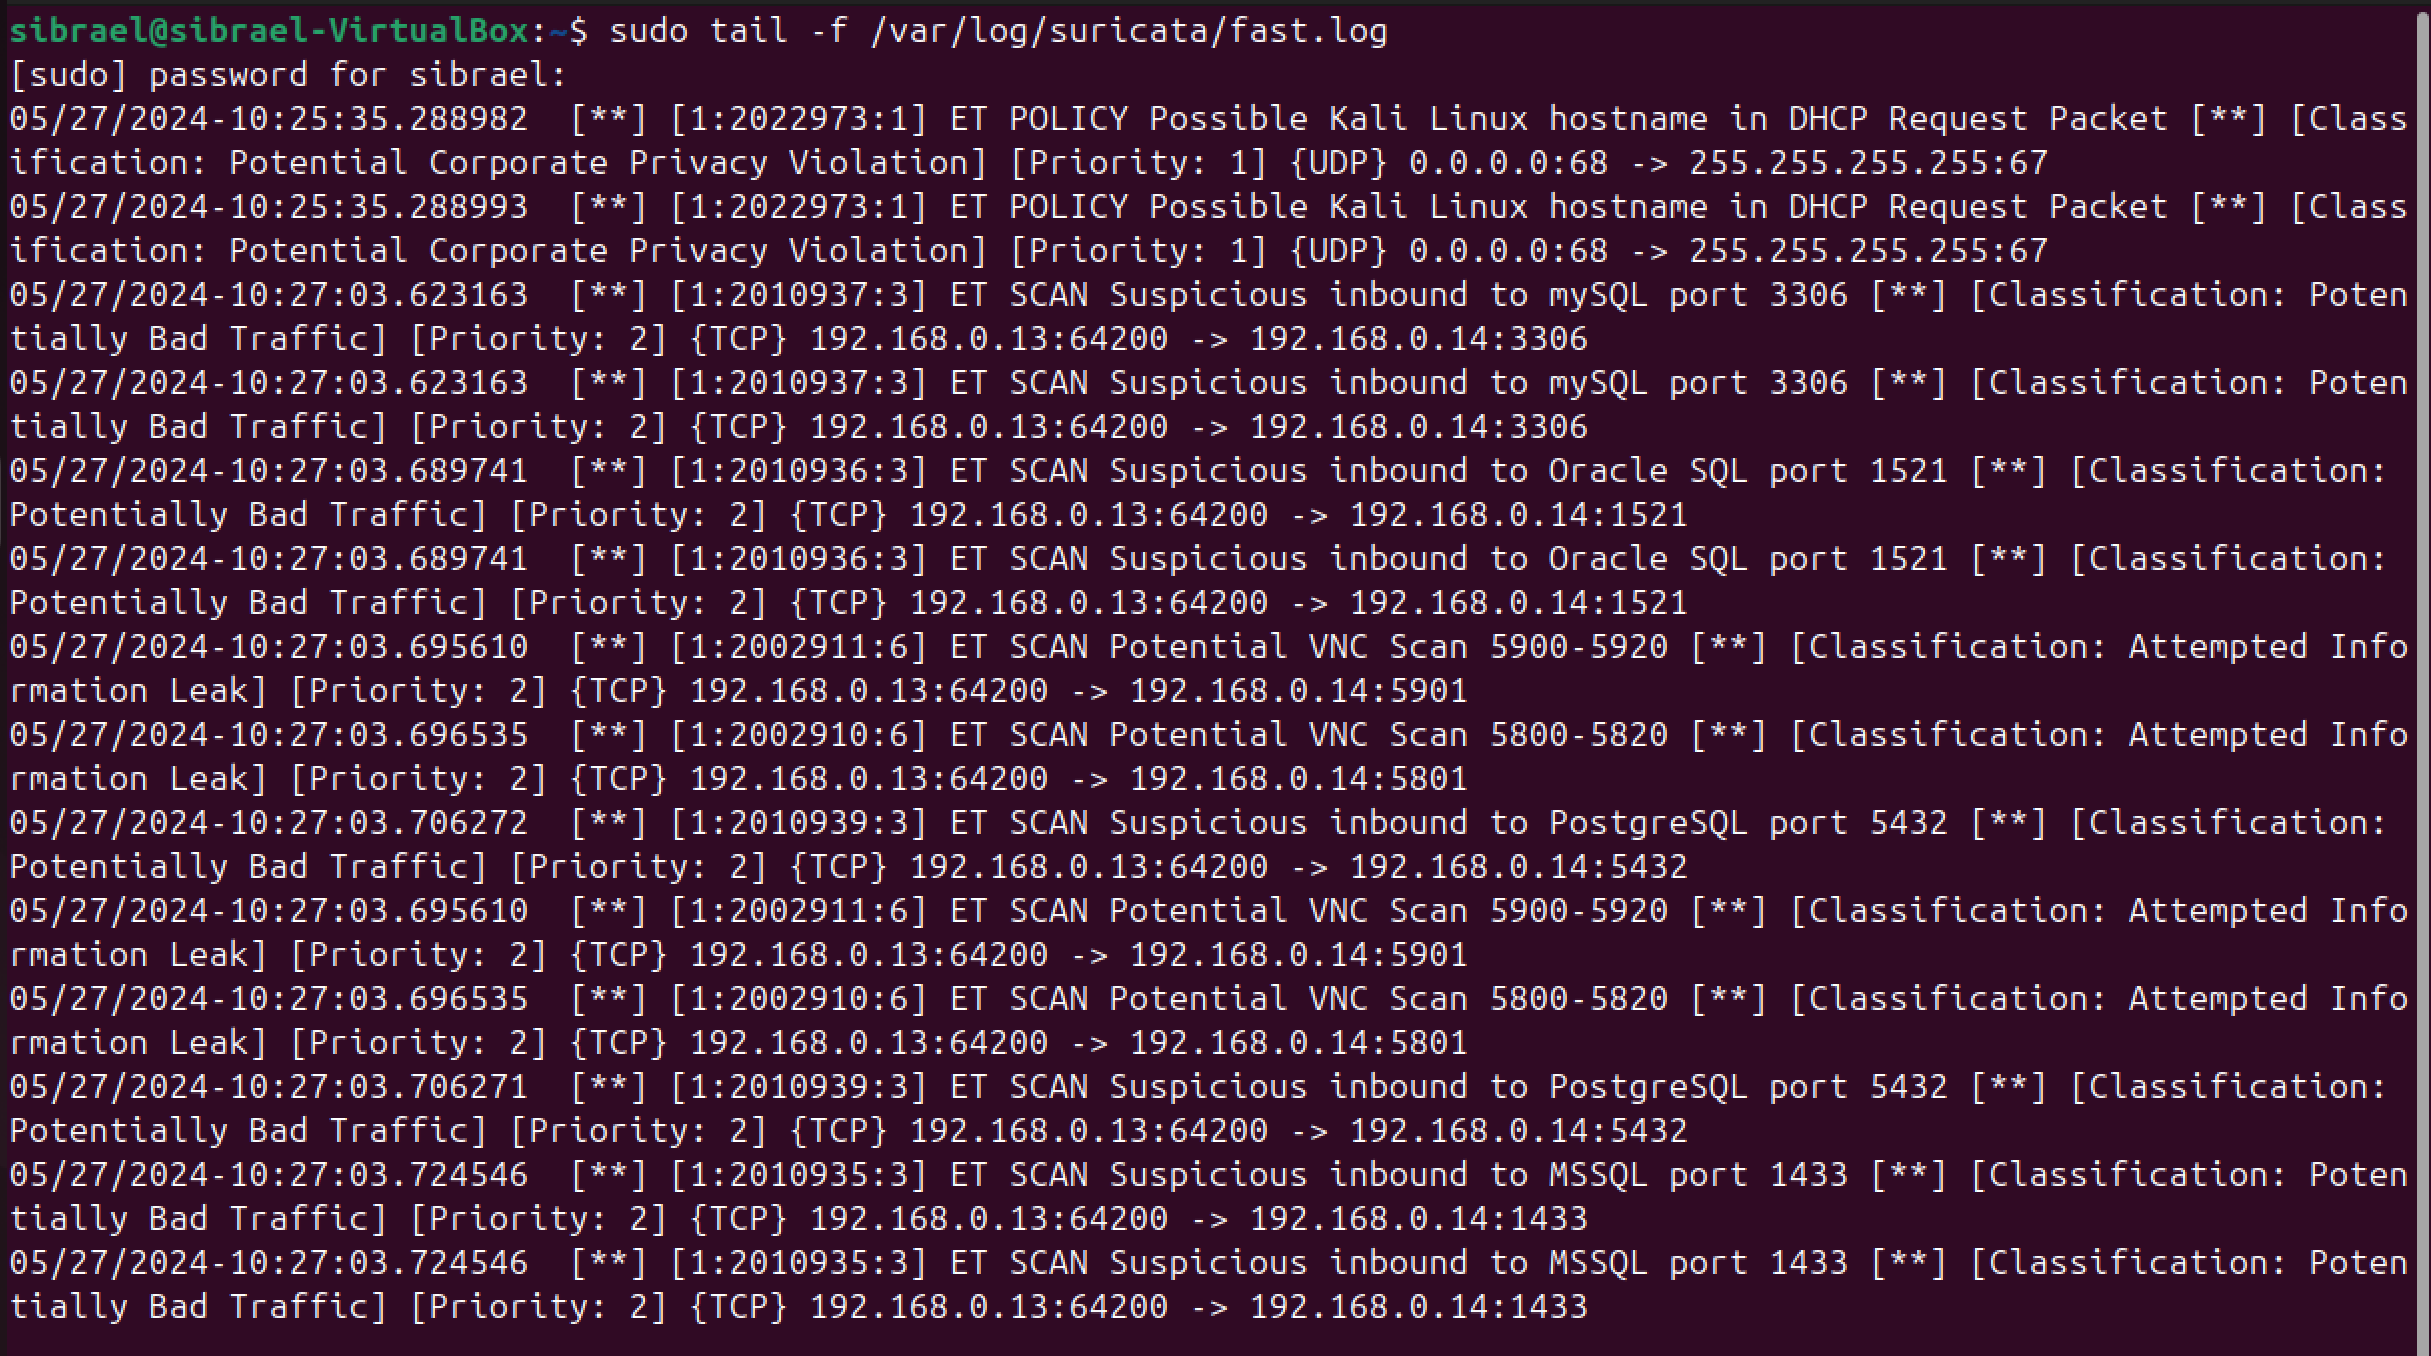 sibrael@sibrael-VirtualBox:~$ sudo tail -f /var/log/suricata/fast.log
[sudo] password for sibrael:
05/27/2024-10:25:35.288982  [**] [1:2022973:1] ET POLICY Possible Kali Linux hostname in DHCP Request Packet [**] [Class
ification: Potential Corporate Privacy Violation] [Priority: 1] {UDP} 0.0.0.0:68 -> 255.255.255.255:67
05/27/2024-10:25:35.288993  [**] [1:2022973:1] ET POLICY Possible Kali Linux hostname in DHCP Request Packet [**] [Class
ification: Potential Corporate Privacy Violation] [Priority: 1] {UDP} 0.0.0.0:68 -> 255.255.255.255:67
05/27/2024-10:27:03.623163  [**] [1:2010937:3] ET SCAN Suspicious inbound to mySQL port 3306 [**] [Classification: Poten
tially Bad Traffic] [Priority: 2] {TCP} 192.168.0.13:64200 -> 192.168.0.14:3306
05/27/2024-10:27:03.623163  [**] [1:2010937:3] ET SCAN Suspicious inbound to mySQL port 3306 [**] [Classification: Poten
tially Bad Traffic] [Priority: 2] {TCP} 192.168.0.13:64200 -> 192.168.0.14:3306
05/27/2024-10:27:03.689741  [**] [1:2010936:3] ET SCAN Suspicious inbound to Oracle SQL port 1521 [**] [Classification:
Potentially Bad Traffic] [Priority: 2] {TCP} 192.168.0.13:64200 -> 192.168.0.14:1521
05/27/2024-10:27:03.689741  [**] [1:2010936:3] ET SCAN Suspicious inbound to Oracle SQL port 1521 [**] [Classification:
Potentially Bad Traffic] [Priority: 2] {TCP} 192.168.0.13:64200 -> 192.168.0.14:1521
05/27/2024-10:27:03.695610  [**] [1:2002911:6] ET SCAN Potential VNC Scan 5900-5920 [**] [Classification: Attempted Info
rmation Leak] [Priority: 2] {TCP} 192.168.0.13:64200 -> 192.168.0.14:5901
05/27/2024-10:27:03.696535  [**] [1:2002910:6] ET SCAN Potential VNC Scan 5800-5820 [**] [Classification: Attempted Info
rmation Leak] [Priority: 2] {TCP} 192.168.0.13:64200 -> 192.168.0.14:5801
05/27/2024-10:27:03.706272  [**] [1:2010939:3] ET SCAN Suspicious inbound to PostgreSQL port 5432 [**] [Classification:
Potentially Bad Traffic] [Priority: 2] {TCP} 192.168.0.13:64200 -> 192.168.0.14:5432
05/27/2024-10:27:03.695610  [**] [1:2002911:6] ET SCAN Potential VNC Scan 5900-5920 [**] [Classification: Attempted Info
rmation Leak] [Priority: 2] {TCP} 192.168.0.13:64200 -> 192.168.0.14:5901
05/27/2024-10:27:03.696535  [**] [1:2002910:6] ET SCAN Potential VNC Scan 5800-5820 [**] [Classification: Attempted Info
rmation Leak] [Priority: 2] {TCP} 192.168.0.13:64200 -> 192.168.0.14:5801
05/27/2024-10:27:03.706271  [**] [1:2010939:3] ET SCAN Suspicious inbound to PostgreSQL port 5432 [**] [Classification:
Potentially Bad Traffic] [Priority: 2] {TCP} 192.168.0.13:64200 -> 192.168.0.14:5432
05/27/2024-10:27:03.724546  [**] [1:2010935:3] ET SCAN Suspicious inbound to MSSQL port 1433 [**] [Classification: Poten
tially Bad Traffic] [Priority: 2] {TCP} 192.168.0.13:64200 -> 192.168.0.14:1433
05/27/2024-10:27:03.724546  [**] [1:2010935:3] ET SCAN Suspicious inbound to MSSQL port 1433 [**] [Classification: Poten
tially Bad Traffic] [Priority: 2] {TCP} 192.168.0.13:64200 -> 192.168.0.14:1433